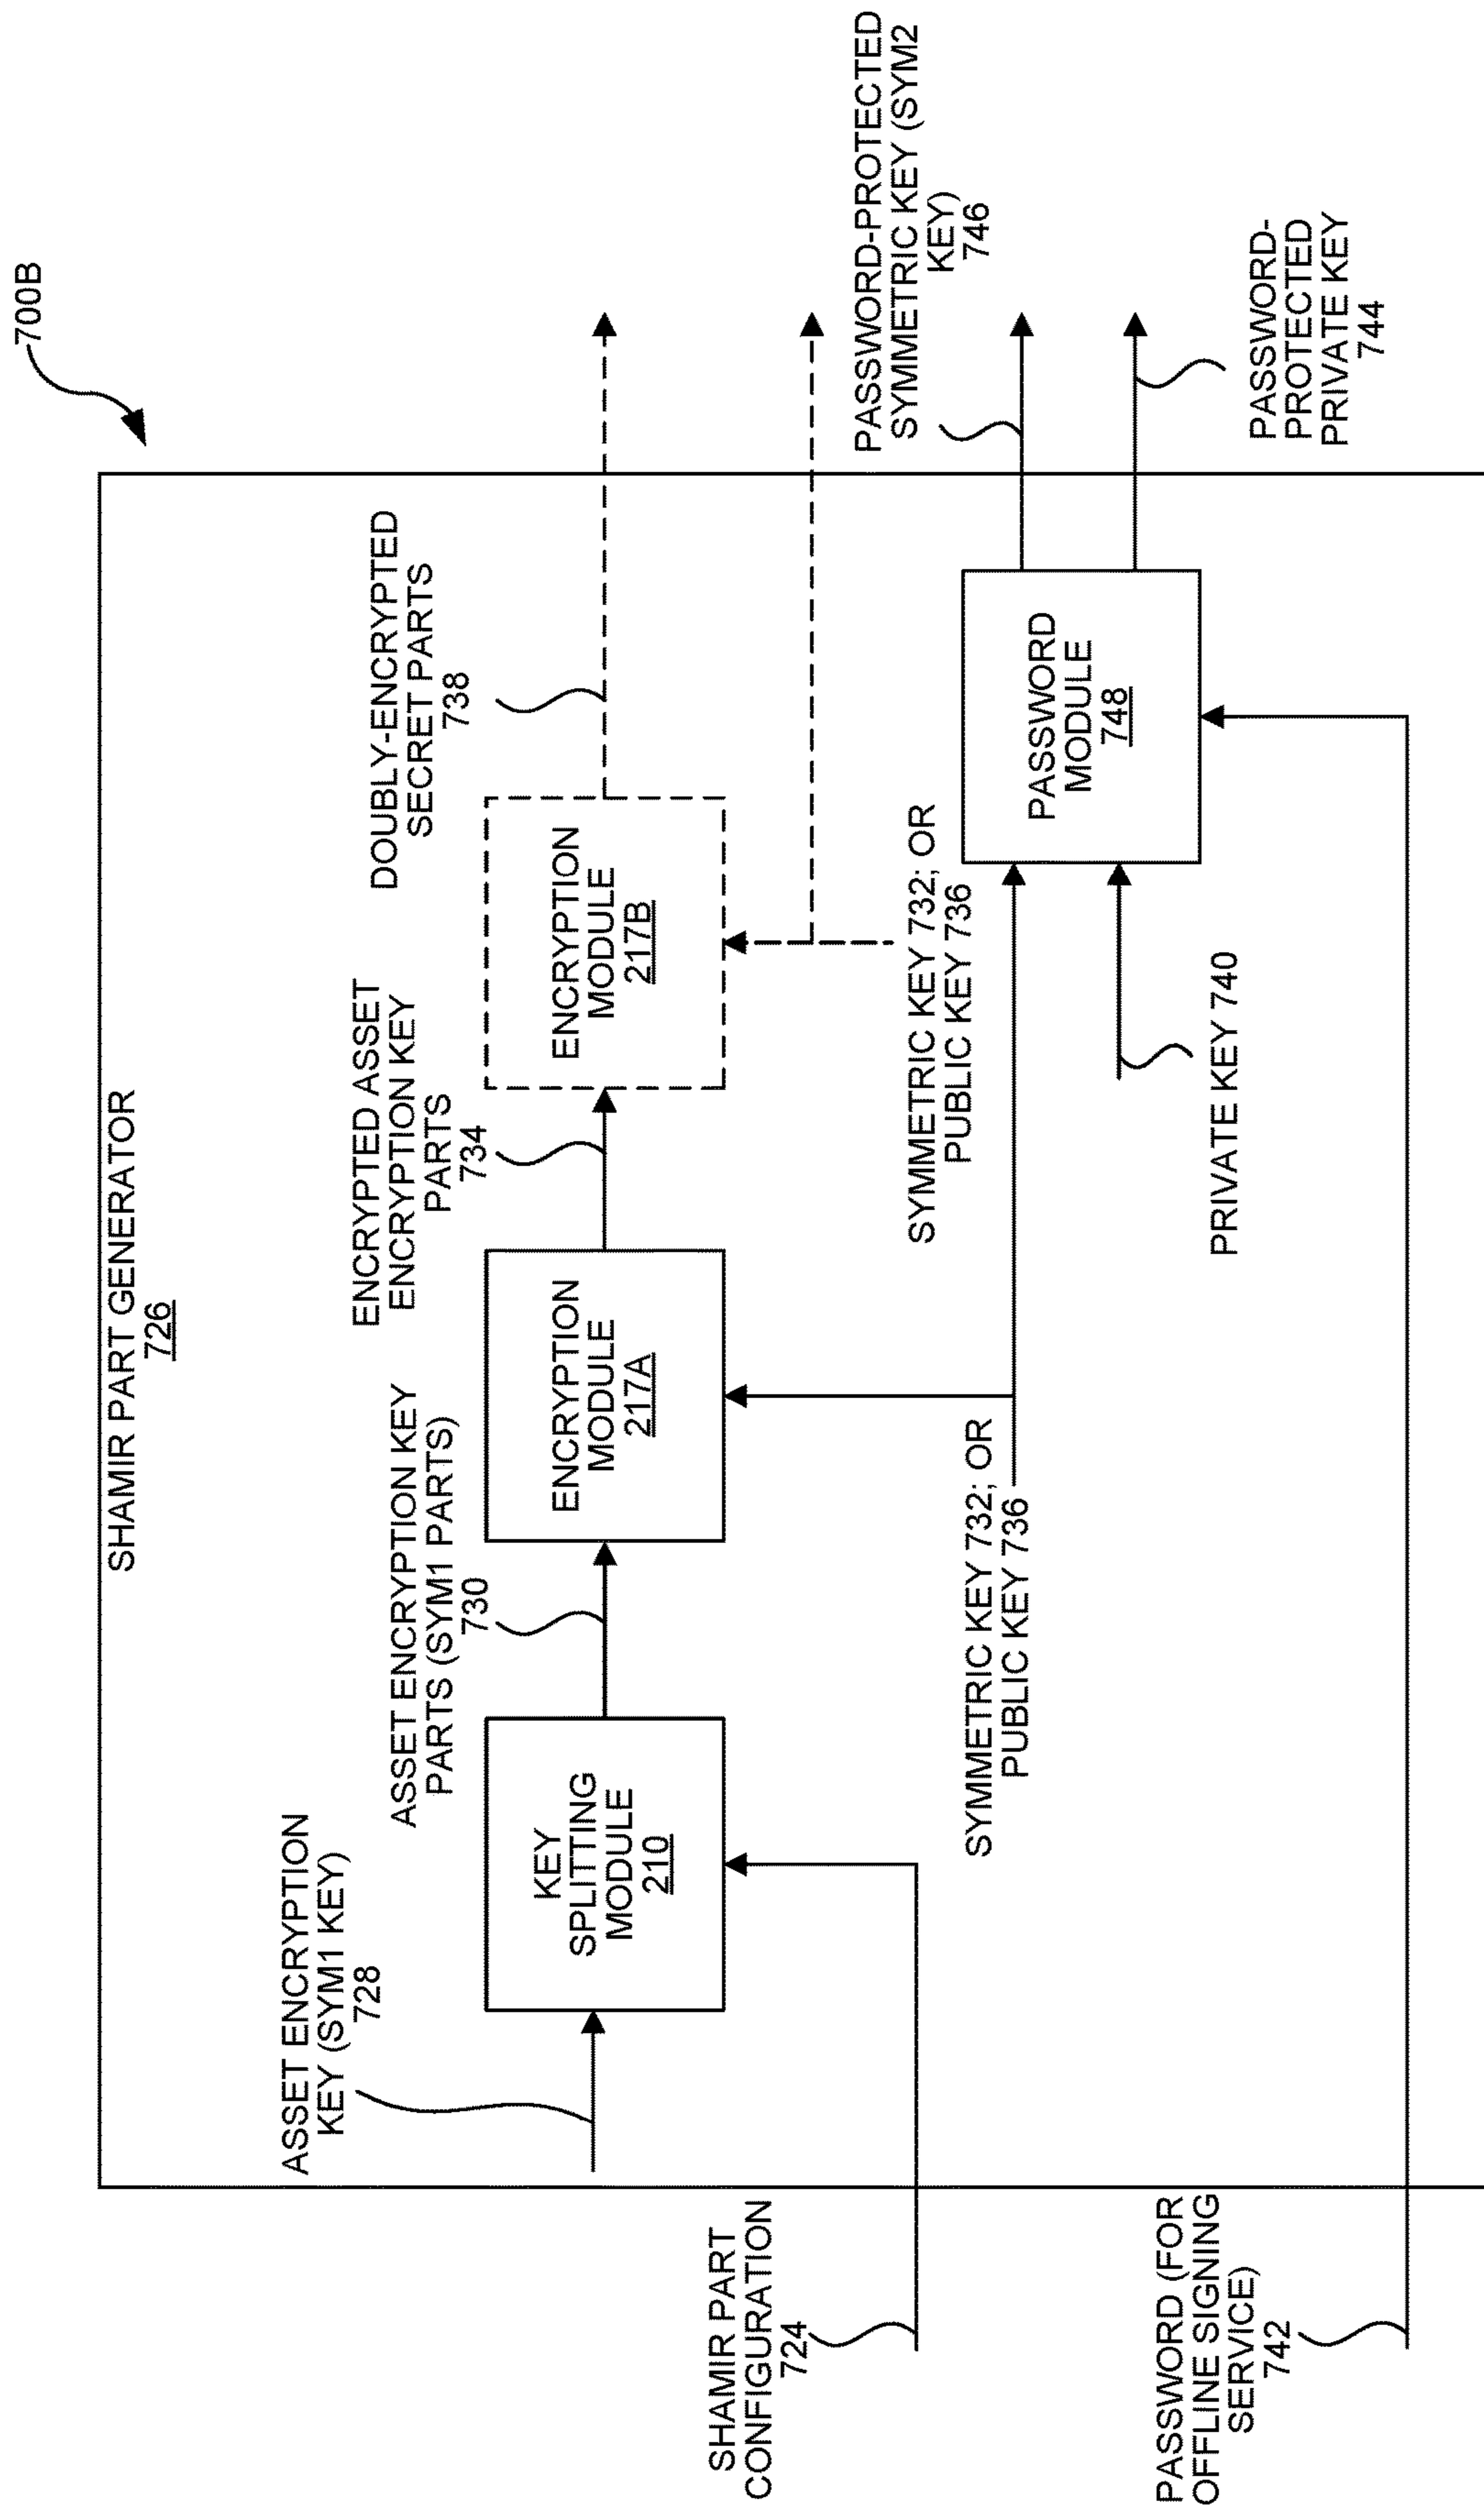 700B
SHAMIR PART GENERATOR
726
ASSET ENCRYPTION
KEY (SYM1 KEY)
728
KEY
SPLITTING
MODULE
210
ASSET ENCRYPTION KEY
PARTS (SYM1 PARTS)
730
ENCRYPTION
MODULE
217A
ENCRYPTED ASSET
ENCRYPTION KEY
PARTS
734
ENCRYPTION
MODULE
217B
DOUBLY-ENCRYPTED
SECRET PARTS
738
SHAMIR PART
CONFIGURATION
724
SYMMETRIC KEY 732; OR
PUBLIC KEY 736
SYMMETRIC KEY 732; OR
PUBLIC KEY 736
PRIVATE KEY 740
PASSWORD
MODULE
748
PASSWORD-PROTECTED
SYMMETRIC KEY (SYM2
KEY)
746
PASSWORD-
PROTECTED
PRIVATE KEY
744
PASSWORD (FOR
OFFLINE SIGNING
SERVICE)
742